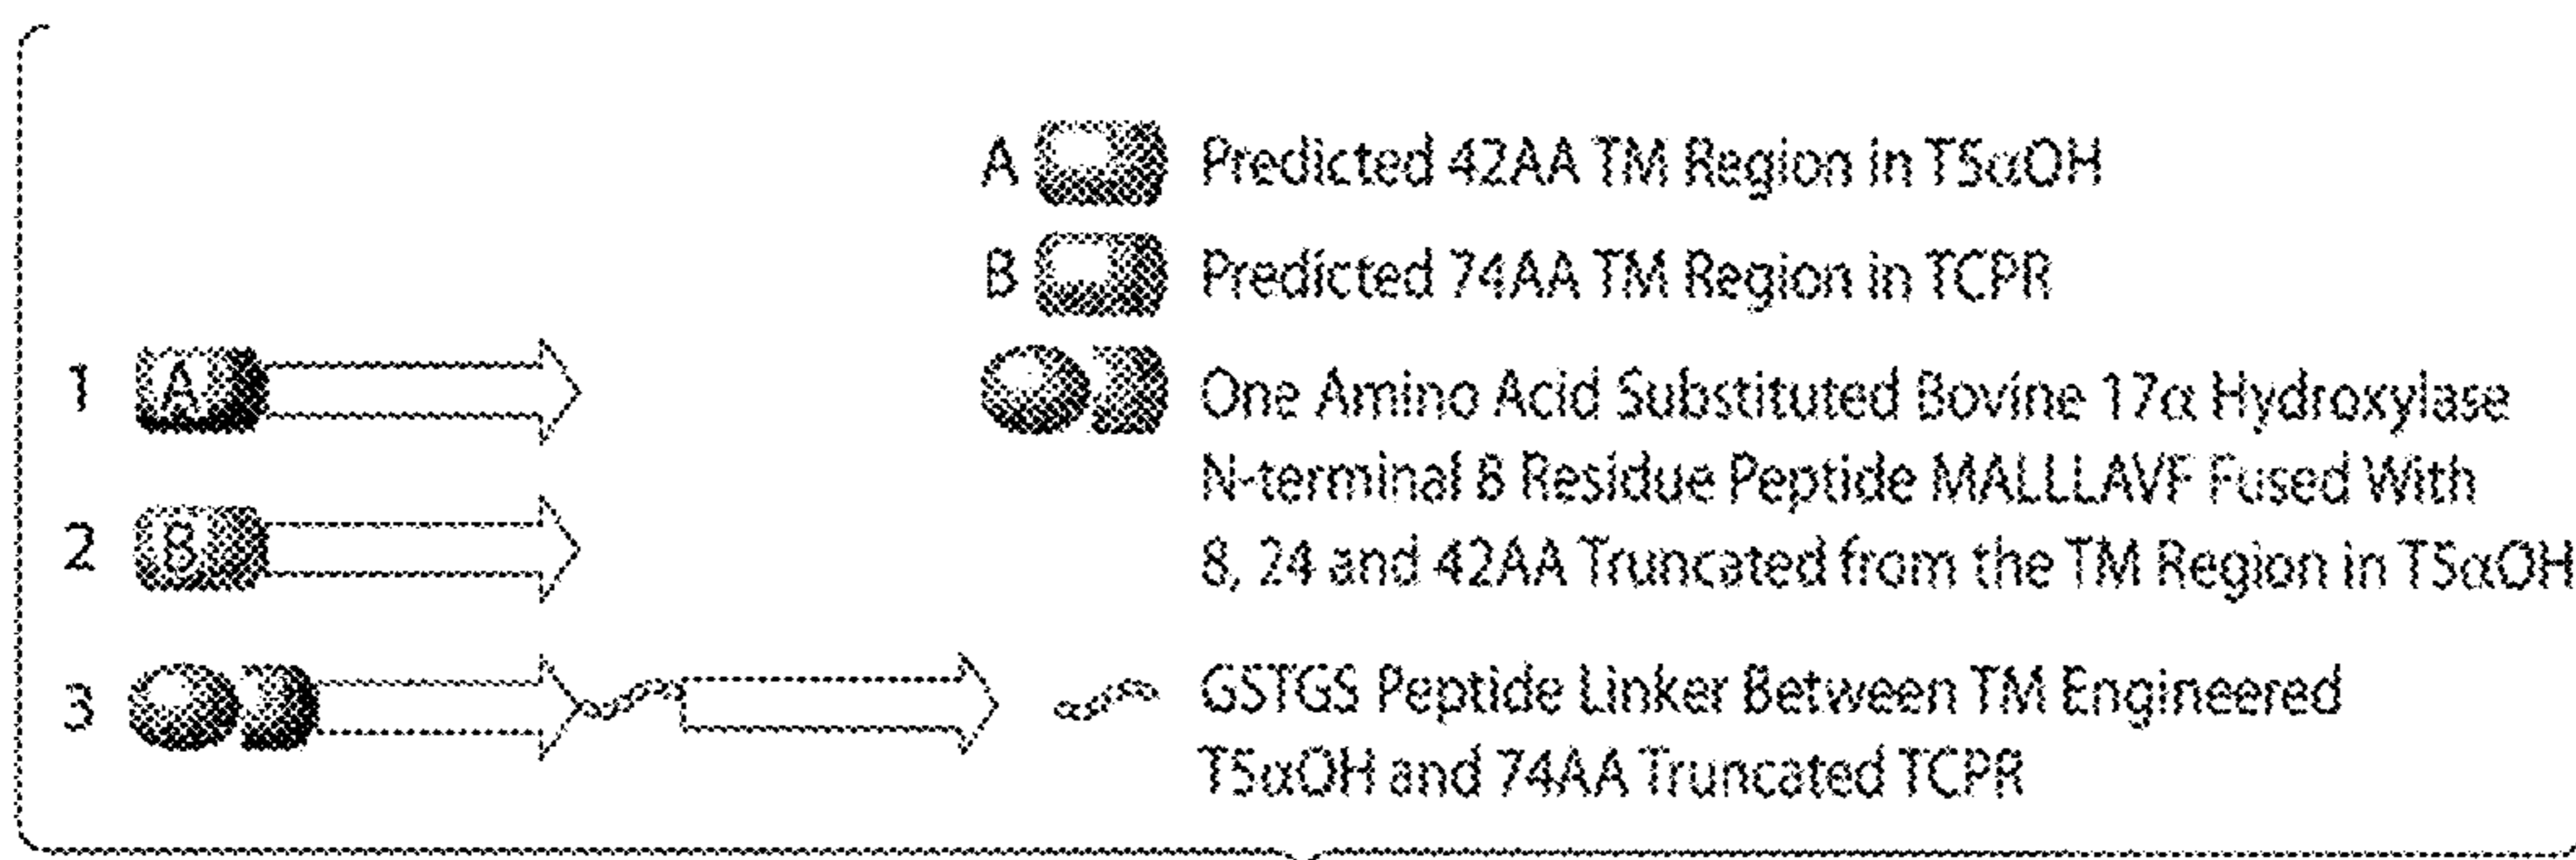 A Predicted 42AA TM Region in T5αOH
B Predicted 74AA TM Region in TCPR
1 A One Amino Acid Substituted Bovine 17α Hydroxylase
N-terminal 8 Residue Peptide MALLLAVF Fused With
2 B 8, 24 and 42AA Truncated from the TM Region in T5αOH
3 GSTGS Peptide Linker Between TM Engineered
T5αOH and 74AA Truncated TCPR